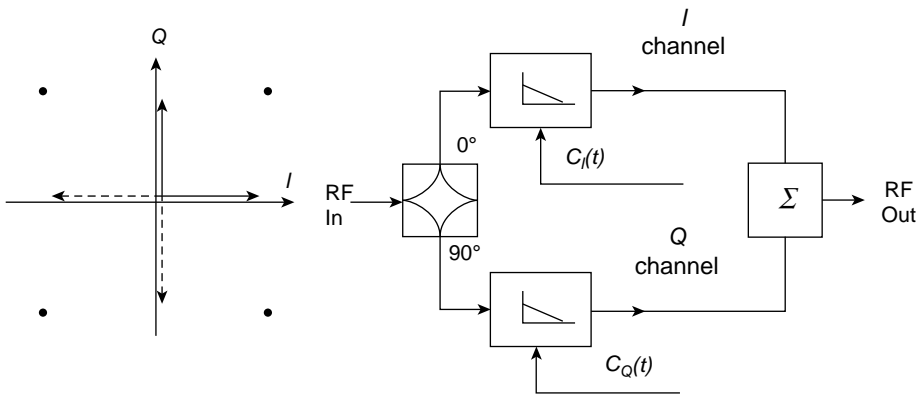 Q
I
RF
In
0°
90°
I
channel
C_I(t)
Q
channel
C_Q(t)
Σ
RF
Out